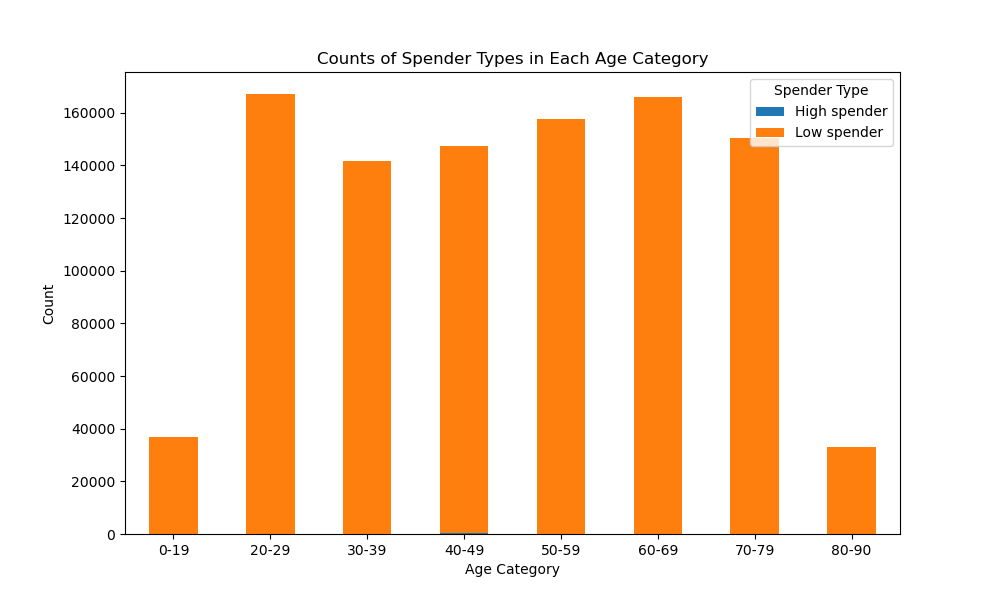 Counts of Spender Types in Each Age Category
Spender Type
High spender
Low spender
160000
140000
120000
100000
80000
60000
40000
20000
0
Count
0-19
20-29
30-39
40-49
50-59
60-69
70-79
80-90
Age Category